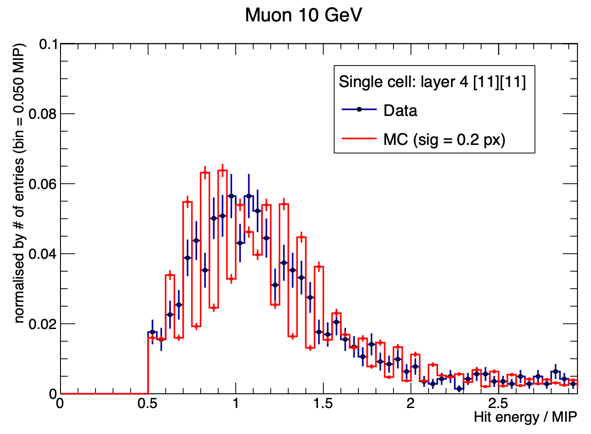 Muon 10 GeV
normalised by # of entries (bin = 0.050 MIP)
0.1
0.08
0.06
0.04
0.02
0
Single cell: layer 4 [11][11]
Data
MC (sig = 0.2 px)
0 0.5 1 1.5 2 2.5
Hit energy / MIP